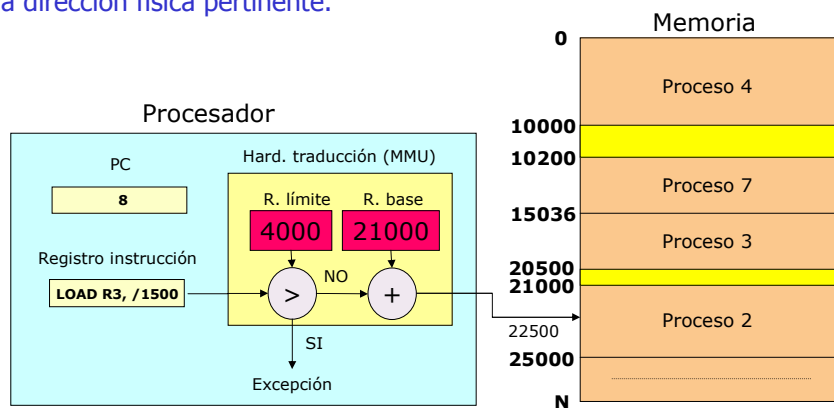 a dirección física pertinente.
Memoria
0
Proceso 4
10000
10200
Proceso 7
15036
Proceso 3
20500
21000
Proceso 2
25000
N
Procesador
PC
8
Registro instrucción
LOAD R3, /1500
Hard. traducción (MMU)
R. límite
R. base
4000
21000
>
NO
+
SI
Excepción
22500